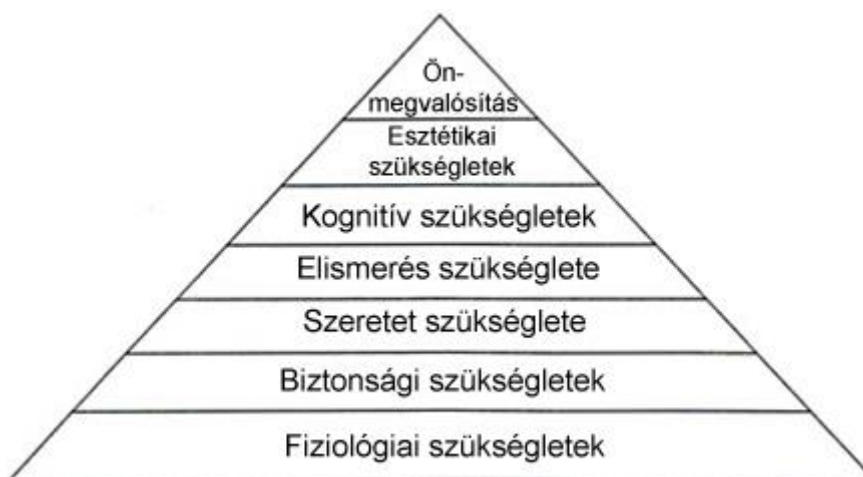 Ön-
megvalósítás
Esztétikai
szükségletek
Kognitív szükségletek
Elismerés szükséglete
Szeretet szükséglete
Biztonsági szükségletek
Fiziológiai szükségletek